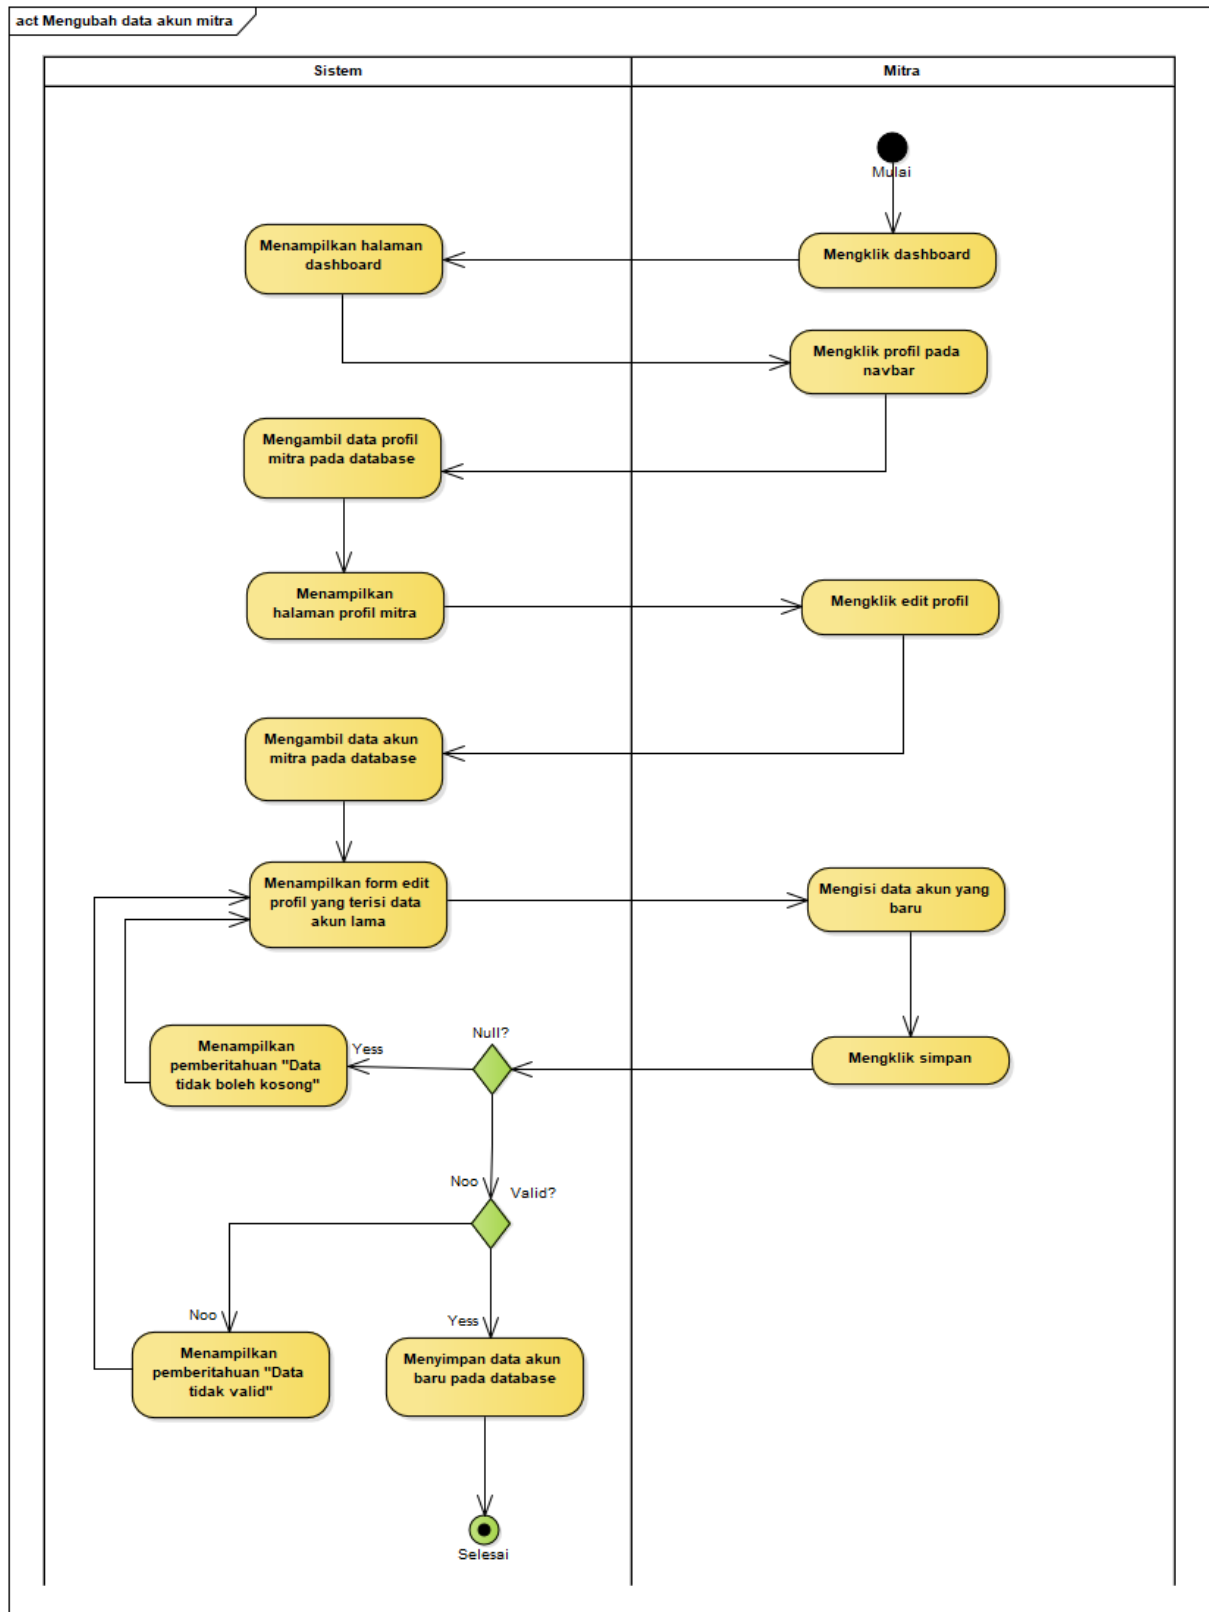 act Mengubah data akun mitra
Sistem
Mitra
Mulai
Mengklik dashboard
Menampilkan halaman
dashboard
Mengklik profil pada
navbar
Mengambil data profil
mitra pada database
Menampilkan
halaman profil mitra
Mengklik edit profil
Mengambil data akun
mitra pada database
Menampilkan form edit
profil yang terisi data
akun lama
Mengisi data akun yang
baru
Mengklik simpan
Null?
Yess
Menampilkan
pemberitahuan "Data
tidak boleh kosong"
Noo
Valid?
Noo
Menampilkan
pemberitahuan "Data
tidak valid"
Yess
Menyimpan data akun
baru pada database
Selesai